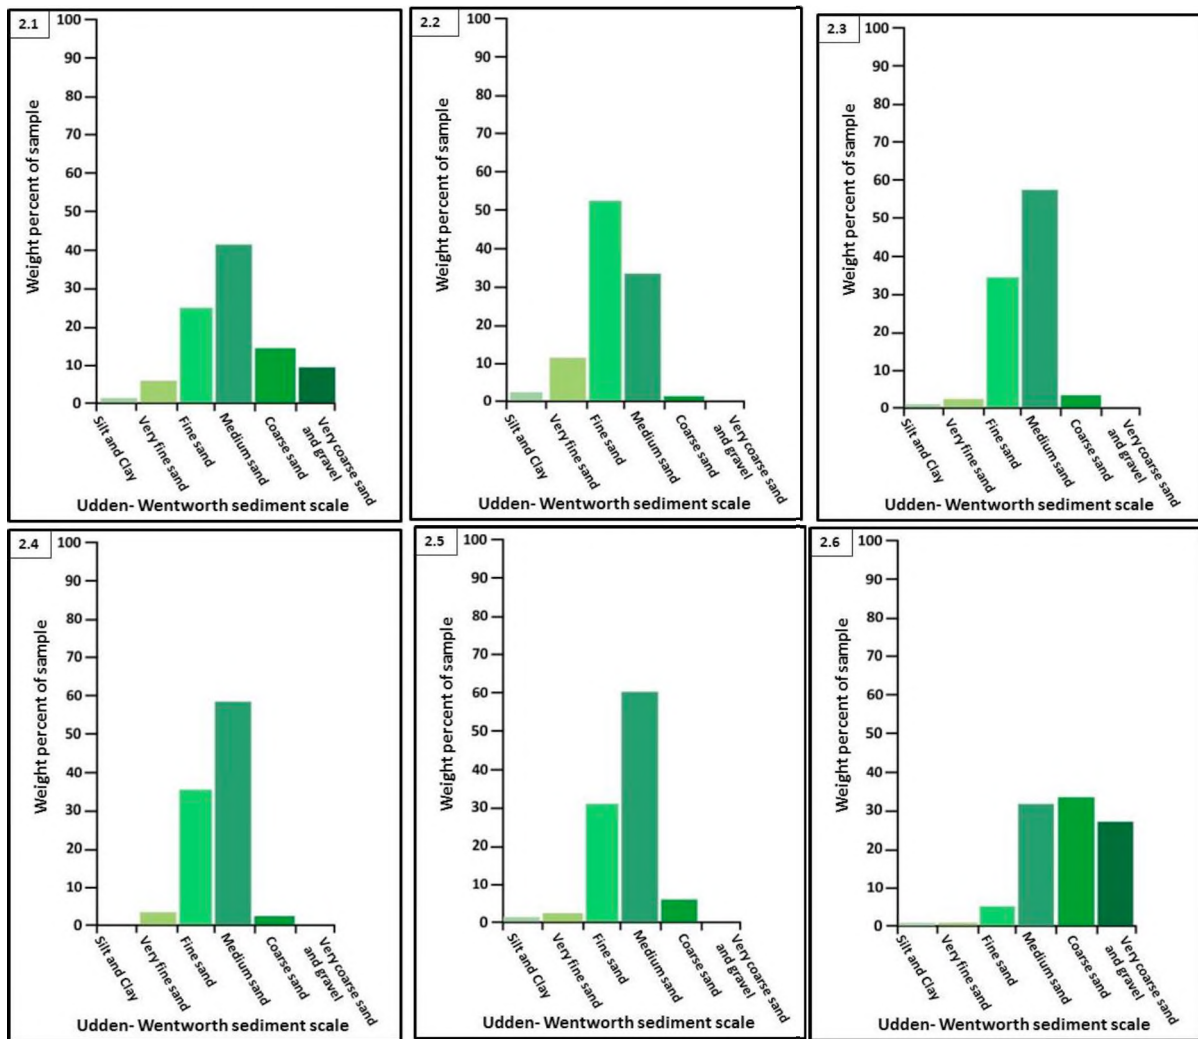 2.1
100
90
80
70
60
50
40
30
20
10
0
Weight percent of sample
Silt and Clay
Very fine sand
Fine sand
Medium sand
Coarse sand
Very coarse sand
and gravel
Udden- Wentworth sediment scale
2.2
100
90
80
70
60
50
40
30
20
10
0
Weight percent of sample
Silt and Clay
Very fine sand
Fine sand
Medium sand
Coarse sand
Very coarse sand
and gravel
Udden- Wentworth sediment scale
2.3
100
90
80
70
60
50
40
30
20
10
0
Weight percent of sample
Silt and Clay
Very fine sand
Fine sand
Medium sand
Coarse sand
Very coarse sand
and gravel
Udden- Wentworth sediment scale
2.4
100
90
80
70
60
50
40
30
20
10
0
Weight percent of sample
Silt and Clay
Very fine sand
Fine sand
Medium sand
Coarse sand
Very coarse sand
and gravel
Udden- Wentworth sediment scale
2.5
100
90
80
70
60
50
40
30
20
10
0
Weight percent of sample
Silt and Clay
Very fine sand
Fine sand
Medium sand
Coarse sand
Very coarse sand
and gravel
Udden- Wentworth sediment scale
2.6
100
90
80
70
60
50
40
30
20
10
0
Weight percent of sample
Silt and Clay
Very fine sand
Fine sand
Medium sand
Coarse sand
Very coarse sand
and gravel
Udden- Wentworth sediment scale